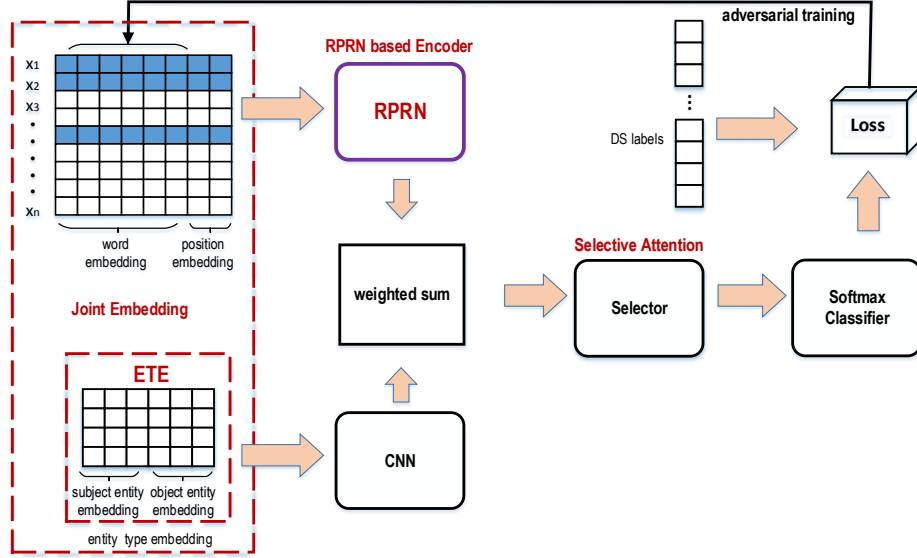 adversarial training
x1
x2
x3
xn
word
embedding
position
embedding
RPRN based Encoder
RPRN
DS labels
Loss
Joint Embedding
weighted sum
Selective Attention
Selector
Softmax
Classifier
ETE
subject entity
embedding
object entity
embedding
entity type embedding
CNN